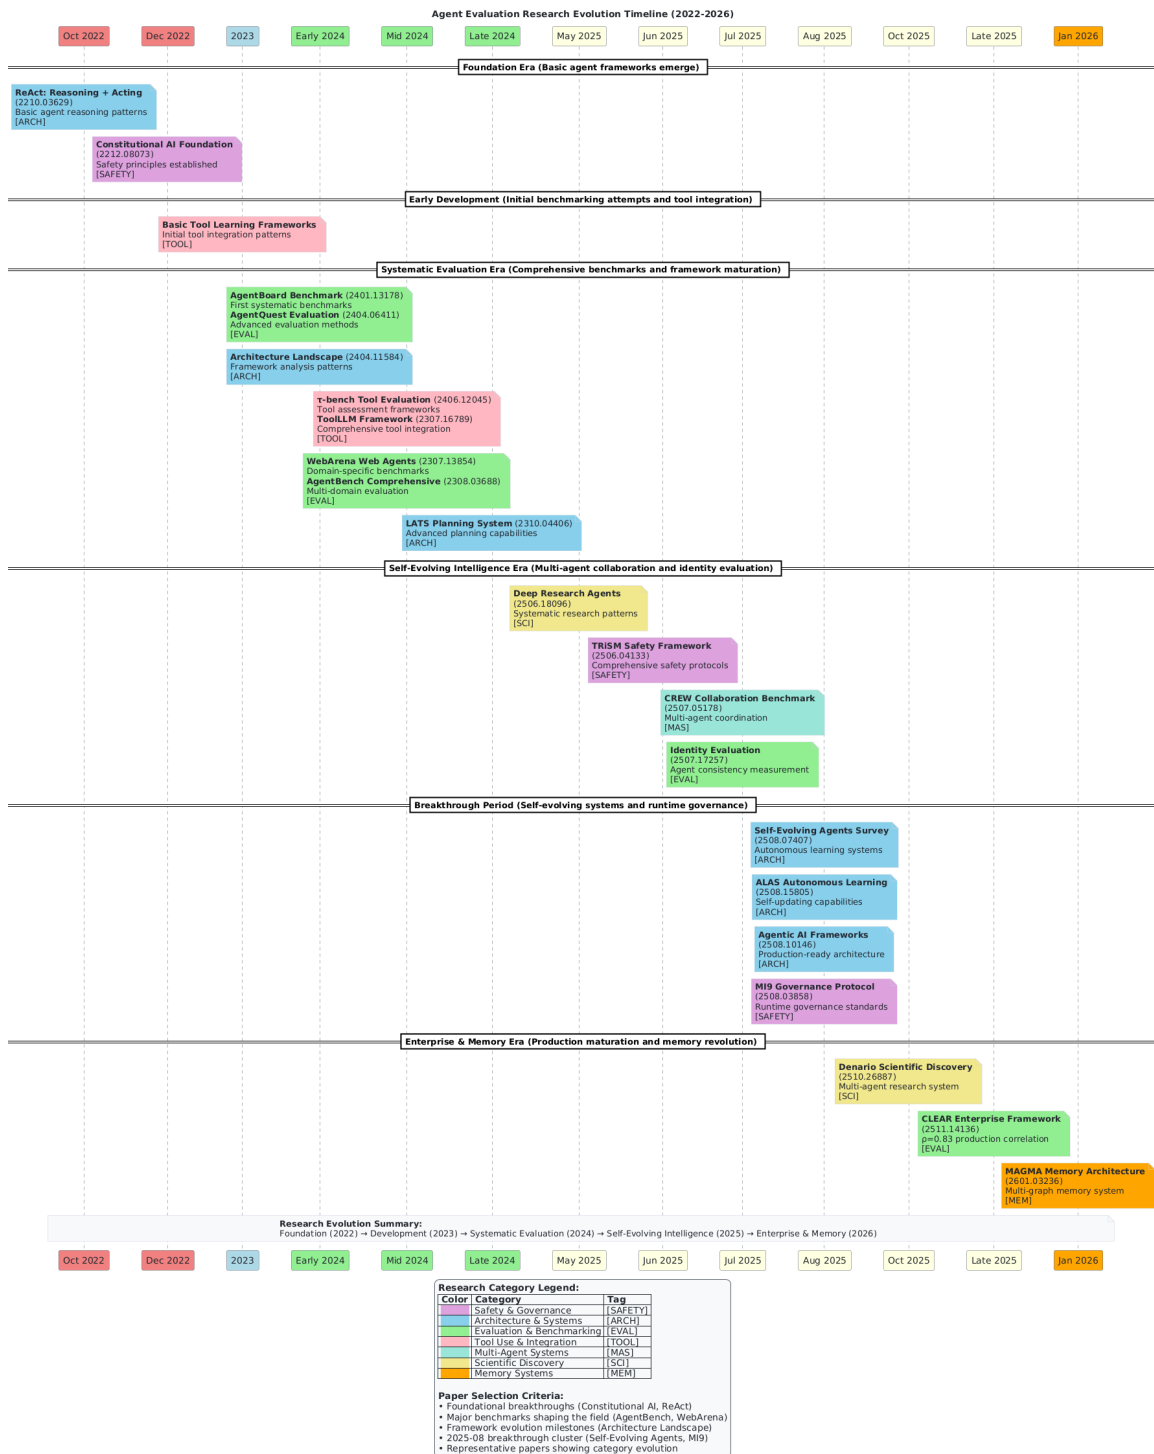 Agent Evaluation Research Evolution Timeline (2022-2026)
Oct 2022 Dec 2022 2023 Early 2024 Mid 2024 Late 2024 May 2025 Jun 2025 Jul 2025 Aug 2025 Oct 2025 Late 2025 Jan 2026
Foundation Era (Basic agent frameworks emerge)
ReAct: Reasoning + Acting
(2210.03629)
Basic agent reasoning patterns
[ARCH]
Constitutional AI Foundation
(2212.08073)
Safety principles established
[SAFETY]
Early Development (Initial benchmarking attempts and tool integration)
Basic Tool Learning Frameworks
Initial tool integration patterns
[TOOL]
Systematic Evaluation Era (Comprehensive benchmarks and framework maturation)
AgentBoard Benchmark (2401.13178)
First systematic benchmarks
AgentQuest Evaluation (2404.06411)
Advanced evaluation methods
[EVAL]
Architecture Landscape (2404.11584)
Framework analysis patterns
[ARCH]
τ-bench Tool Evaluation (2406.12045)
Tool assessment frameworks
ToolLLM Framework (2307.16789)
Comprehensive tool integration
[TOOL]
WebArena Web Agents (2307.13854)
Domain-specific benchmarks
AgentBench Comprehensive (2308.03688)
Multi-domain evaluation
[EVAL]
LATS Planning System (2310.04406)
Advanced planning capabilities
[ARCH]
Self-Evolving Intelligence Era (Multi-agent collaboration and identity evaluation)
Deep Research Agents
(2506.18096)
Systematic research patterns
[SCI]
TRiSM Safety Framework
(2506.04133)
Comprehensive safety protocols
[SAFETY]
CREW Collaboration Benchmark
(2507.05178)
Multi-agent coordination
[MAS]
Identity Evaluation
(2507.17257)
Agent consistency measurement
[EVAL]
Breakthrough Period (Self-evolving systems and runtime governance)
Self-Evolving Agents Survey
(2508.07407)
Autonomous learning systems
[ARCH]
ALAS Autonomous Learning
(2508.15805)
Self-updating capabilities
[ARCH]
Agentic AI Frameworks
(2508.10146)
Production-ready architecture
[ARCH]
MI9 Governance Protocol
(2508.03858)
Runtime governance standards
[SAFETY]
Enterprise & Memory Era (Production maturation and memory revolution)
Denario Scientific Discovery
(2510.26887)
Multi-agent research system
[SCI]
CLEAR Enterprise Framework
(2511.14136)
ρ=0.83 production correlation
[EVAL]
MAGMA Memory Architecture
(2601.03236)
Multi-graph memory system
[MEM]
Research Evolution Summary:
Foundation (2022) → Development (2023) → Systematic Evaluation (2024) → Self-Evolving Intelligence (2025) → Enterprise & Memory (2026)
Oct 2022 Dec 2022 2023 Early 2024 Mid 2024 Late 2024 May 2025 Jun 2025 Jul 2025 Aug 2025 Oct 2025 Late 2025 Jan 2026
Research Category Legend:
Color Category Tag
Safety & Governance [SAFETY]
Architecture & Systems [ARCH]
Evaluation & Benchmarking [EVAL]
Tool Use & Integration [TOOL]
Multi-Agent Systems [MAS]
Scientific Discovery [SCI]
Memory Systems [MEM]
Paper Selection Criteria:
• Foundational breakthroughs (Constitutional AI, ReAct)
• Major benchmarks shaping the field (AgentBench, WebArena)
• Framework evolution milestones (Architecture Landscape)
• 2025-08 breakthrough cluster (Self-Evolving Agents, MI9)
• Representative papers showing category evolution